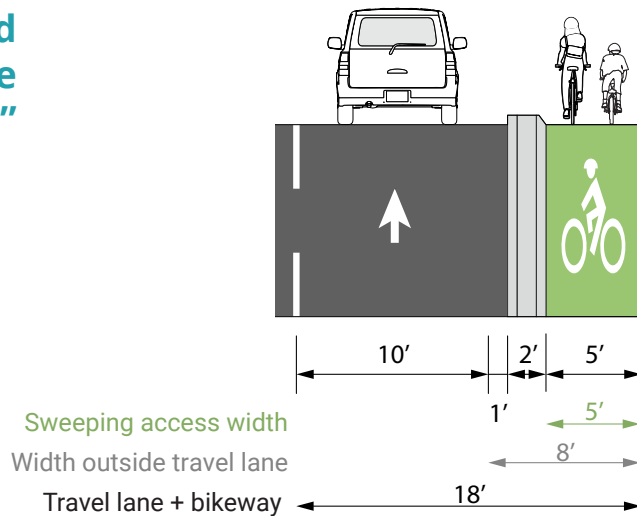 d
e
”
10’
2’
5’
1’
Sweeping access width
5’
Width outside travel lane
8’
Travel lane + bikeway
18’